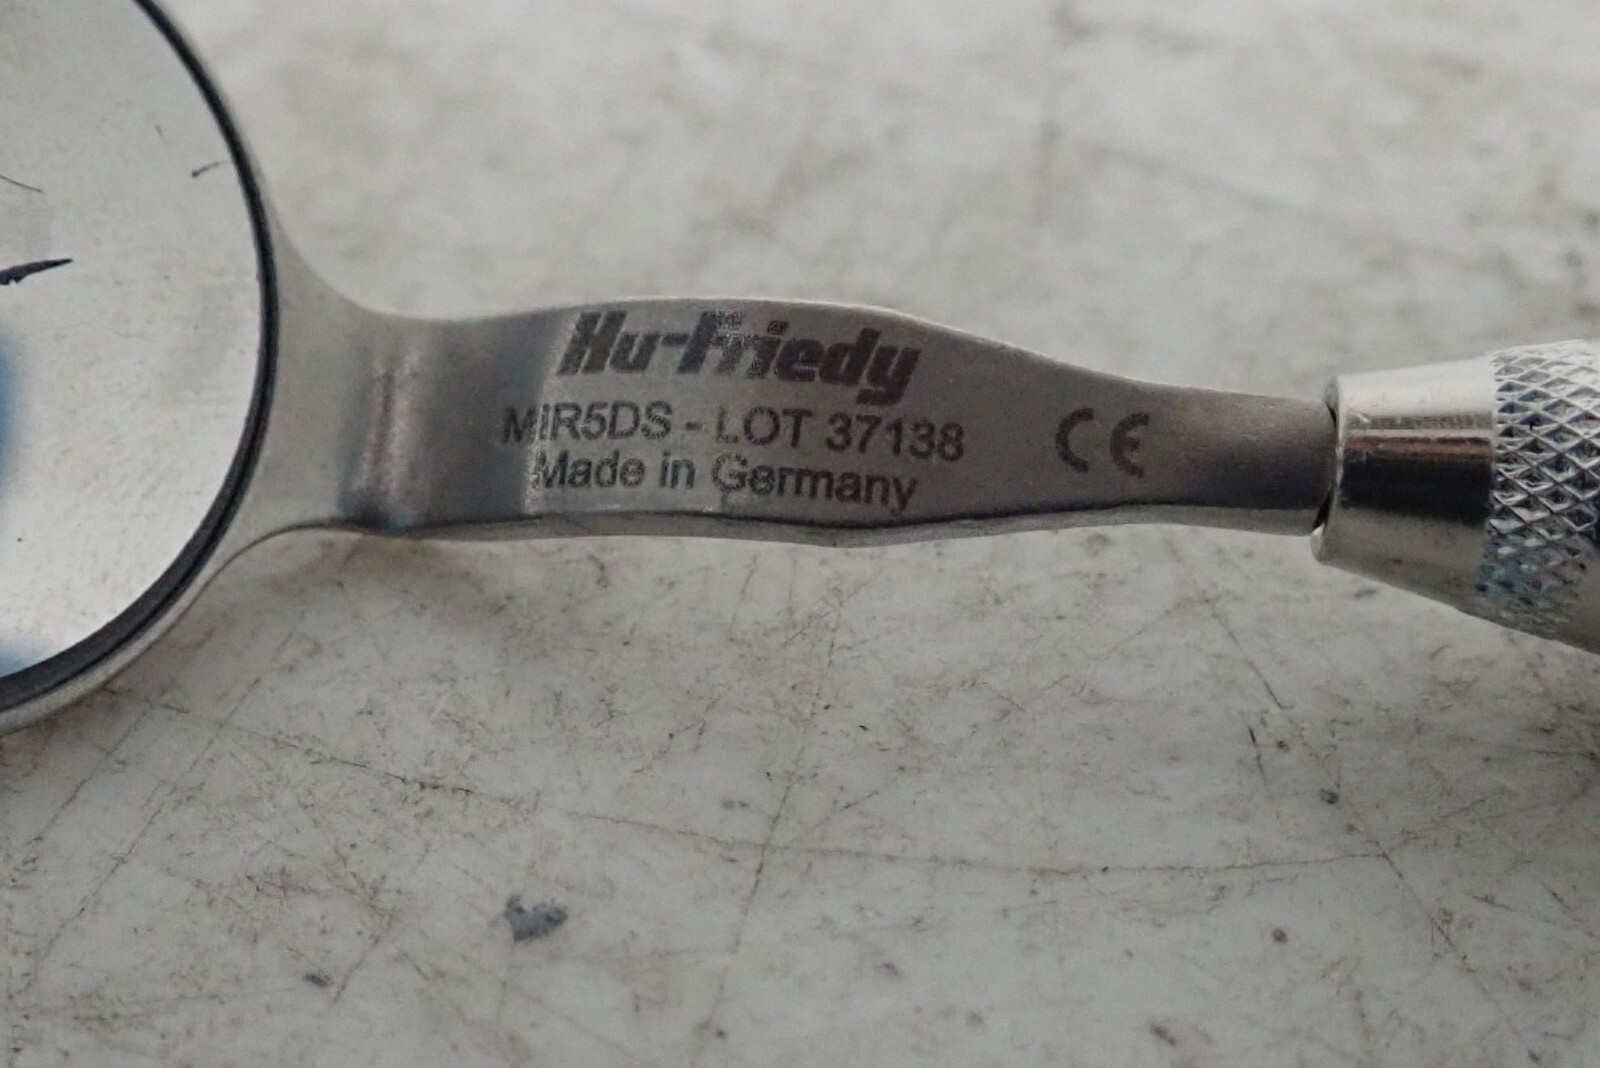 Hu-Friedy
MIR5DS - LOT 37138
Made in Germany
CE